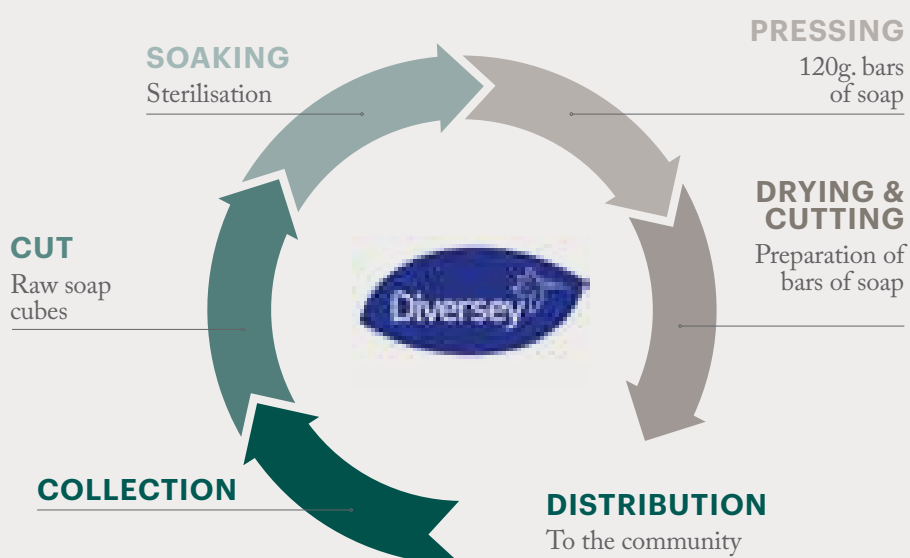 SOAKING
Sterilisation
PRESSING
120g. bars
of soap
DRYING &
CUTTING
Preparation of
bars of soap
CUT
Raw soap
cubes
Diversey
COLLECTION
DISTRIBUTION
To the community